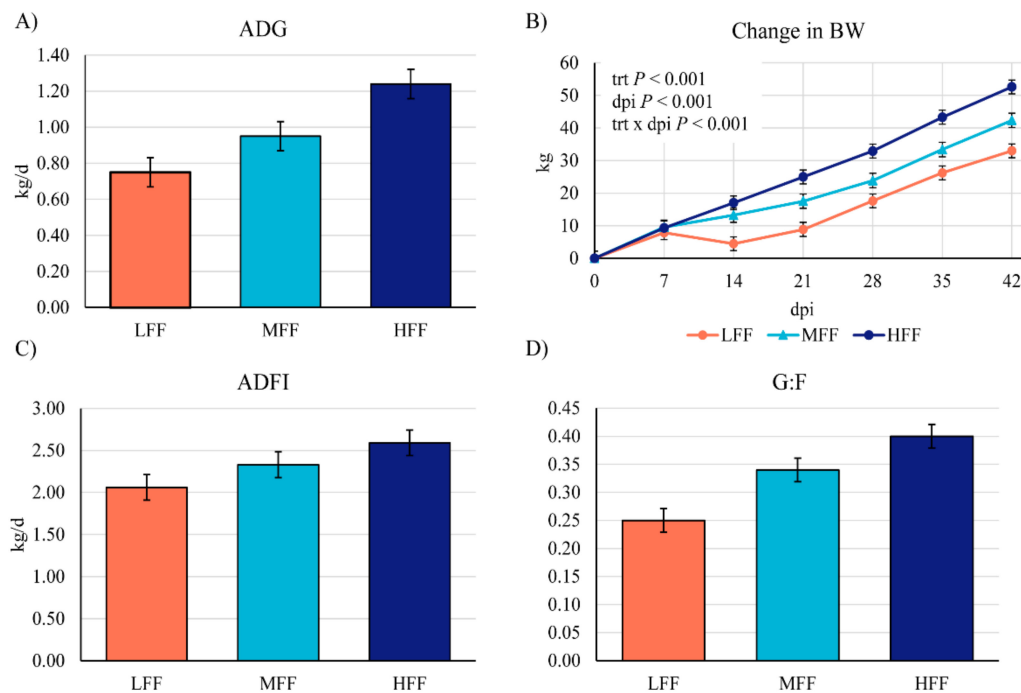 A)
ADG
1.40
1.20
1.00
0.80
0.60
0.40
0.20
0.00
kg/d
LFF MFF HFF
B)
Change in BW
trt P < 0.001
dpi P < 0.001
trt x dpi P < 0.001
60
50
40
30
20
10
0
kg
0 7 14 21 28 35 42
dpi
LFF MFF HFF
C)
ADFI
3.00
2.50
2.00
1.50
1.00
0.50
0.00
kg/d
LFF MFF HFF
D)
G:F
0.45
0.40
0.35
0.30
0.25
0.20
0.15
0.10
0.05
0.00
LFF MFF HFF